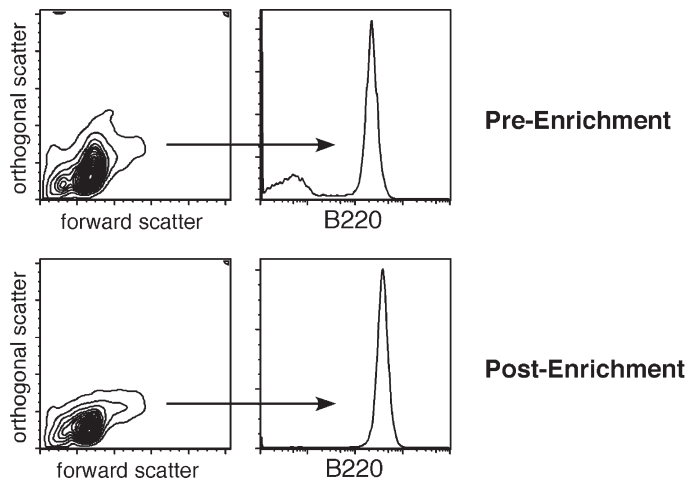 orthogonal scatter
Pre-Enrichment
forward scatter
B220
orthogonal scatter
Post-Enrichment
forward scatter
B220